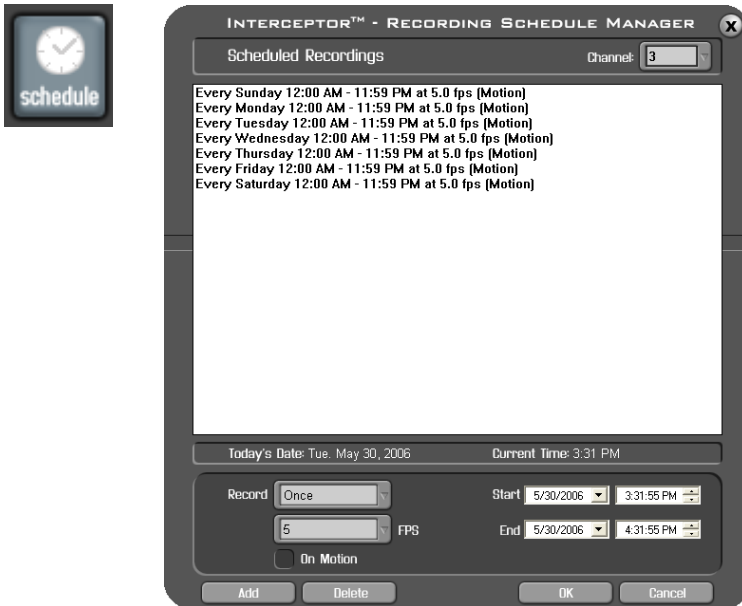 schedule
INTERCEPTOR™ - RECORDING SCHEDULE MANAGER
X
Scheduled Recordings Channel: 3
Every Sunday 12:00 AM - 11:59 PM at 5.0 fps (Motion)
Every Monday 12:00 AM - 11:59 PM at 5.0 fps (Motion)
Every Tuesday 12:00 AM - 11:59 PM at 5.0 fps (Motion)
Every Wednesday 12:00 AM - 11:59 PM at 5.0 fps (Motion)
Every Thursday 12:00 AM - 11:59 PM at 5.0 fps (Motion)
Every Friday 12:00 AM - 11:59 PM at 5.0 fps (Motion)
Every Saturday 12:00 AM - 11:59 PM at 5.0 fps (Motion)
Today's Date: Tue. May 30, 2006 Current Time: 3:31 PM
Record Once Start 5/30/2006 3:31:55 PM
5 FPS End 5/30/2006 4:31:55 PM
On Motion
Add Delete OK Cancel